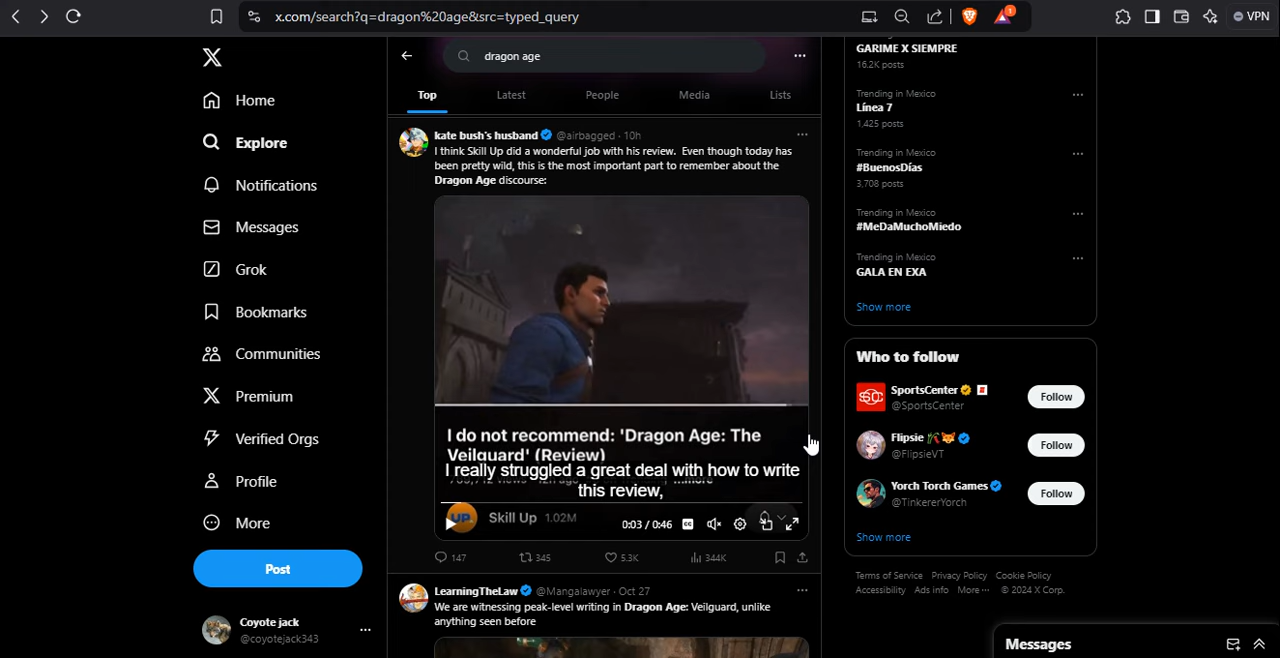 x.com/search?q=dragon%20age&src=typed_query
1
VPN
Home
Explore
Notifications
Messages
Grok
Bookmarks
Communities
Premium
Verified Orgs
Profile
More
Post
Coyote jack
@coyotejack343
dragon age
Top
Latest
People
Media
Lists
kate bush's husband @airbagged · 10h
I think Skill Up did a wonderful job with his review. Even though today has
been pretty wild, this is the most important part to remember about the
Dragon Age discourse:
I do not recommend: 'Dragon Age: The
Veilguard' (Review)
I really struggled a great deal with how to write
...more
this review,
UP.
Skill Up 1.02M
0:03 / 0:46
CC
147
345
5.3K
344K
LearningTheLaw @Mangalawyer · Oct 27
We are witnessing peak-level writing in Dragon Age: Veilguard, unlike
anything seen before
GARIME X SIEMPRE
16.2K posts
Trending in Mexico
Línea 7
1,425 posts
Trending in Mexico
#BuenosDías
3,708 posts
Trending in Mexico
#MeDaMuchoMiedo
Trending in Mexico
GALA EN EXA
Show more
Who to follow
SportsCenter
@SportsCenter
Follow
Flipsie
@FlipsieVT
Follow
Yorch Torch Games
@TinkererYorch
Follow
Show more
Terms of Service Privacy Policy Cookie Policy
Accessibility Ads info More ··· © 2024 X Corp.
Messages